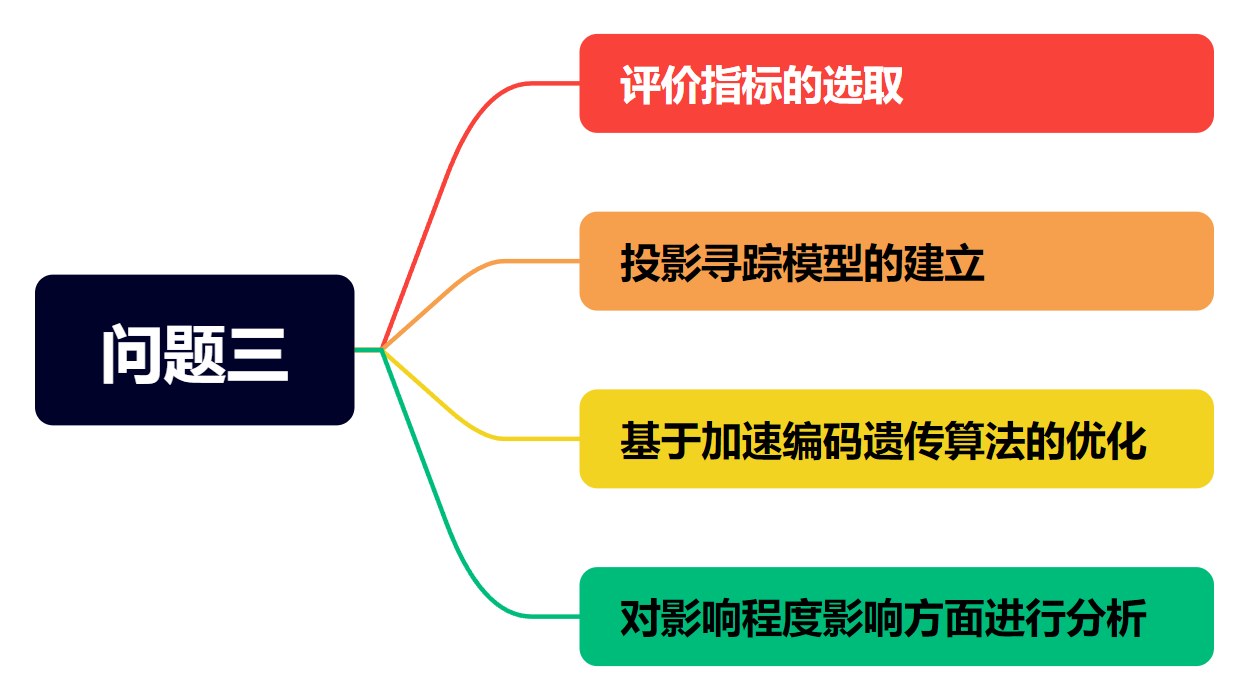 问题三
评价指标的选取
投影寻踪模型的建立
基于加速编码遗传算法的优化
对影响程度影响方面进行分析